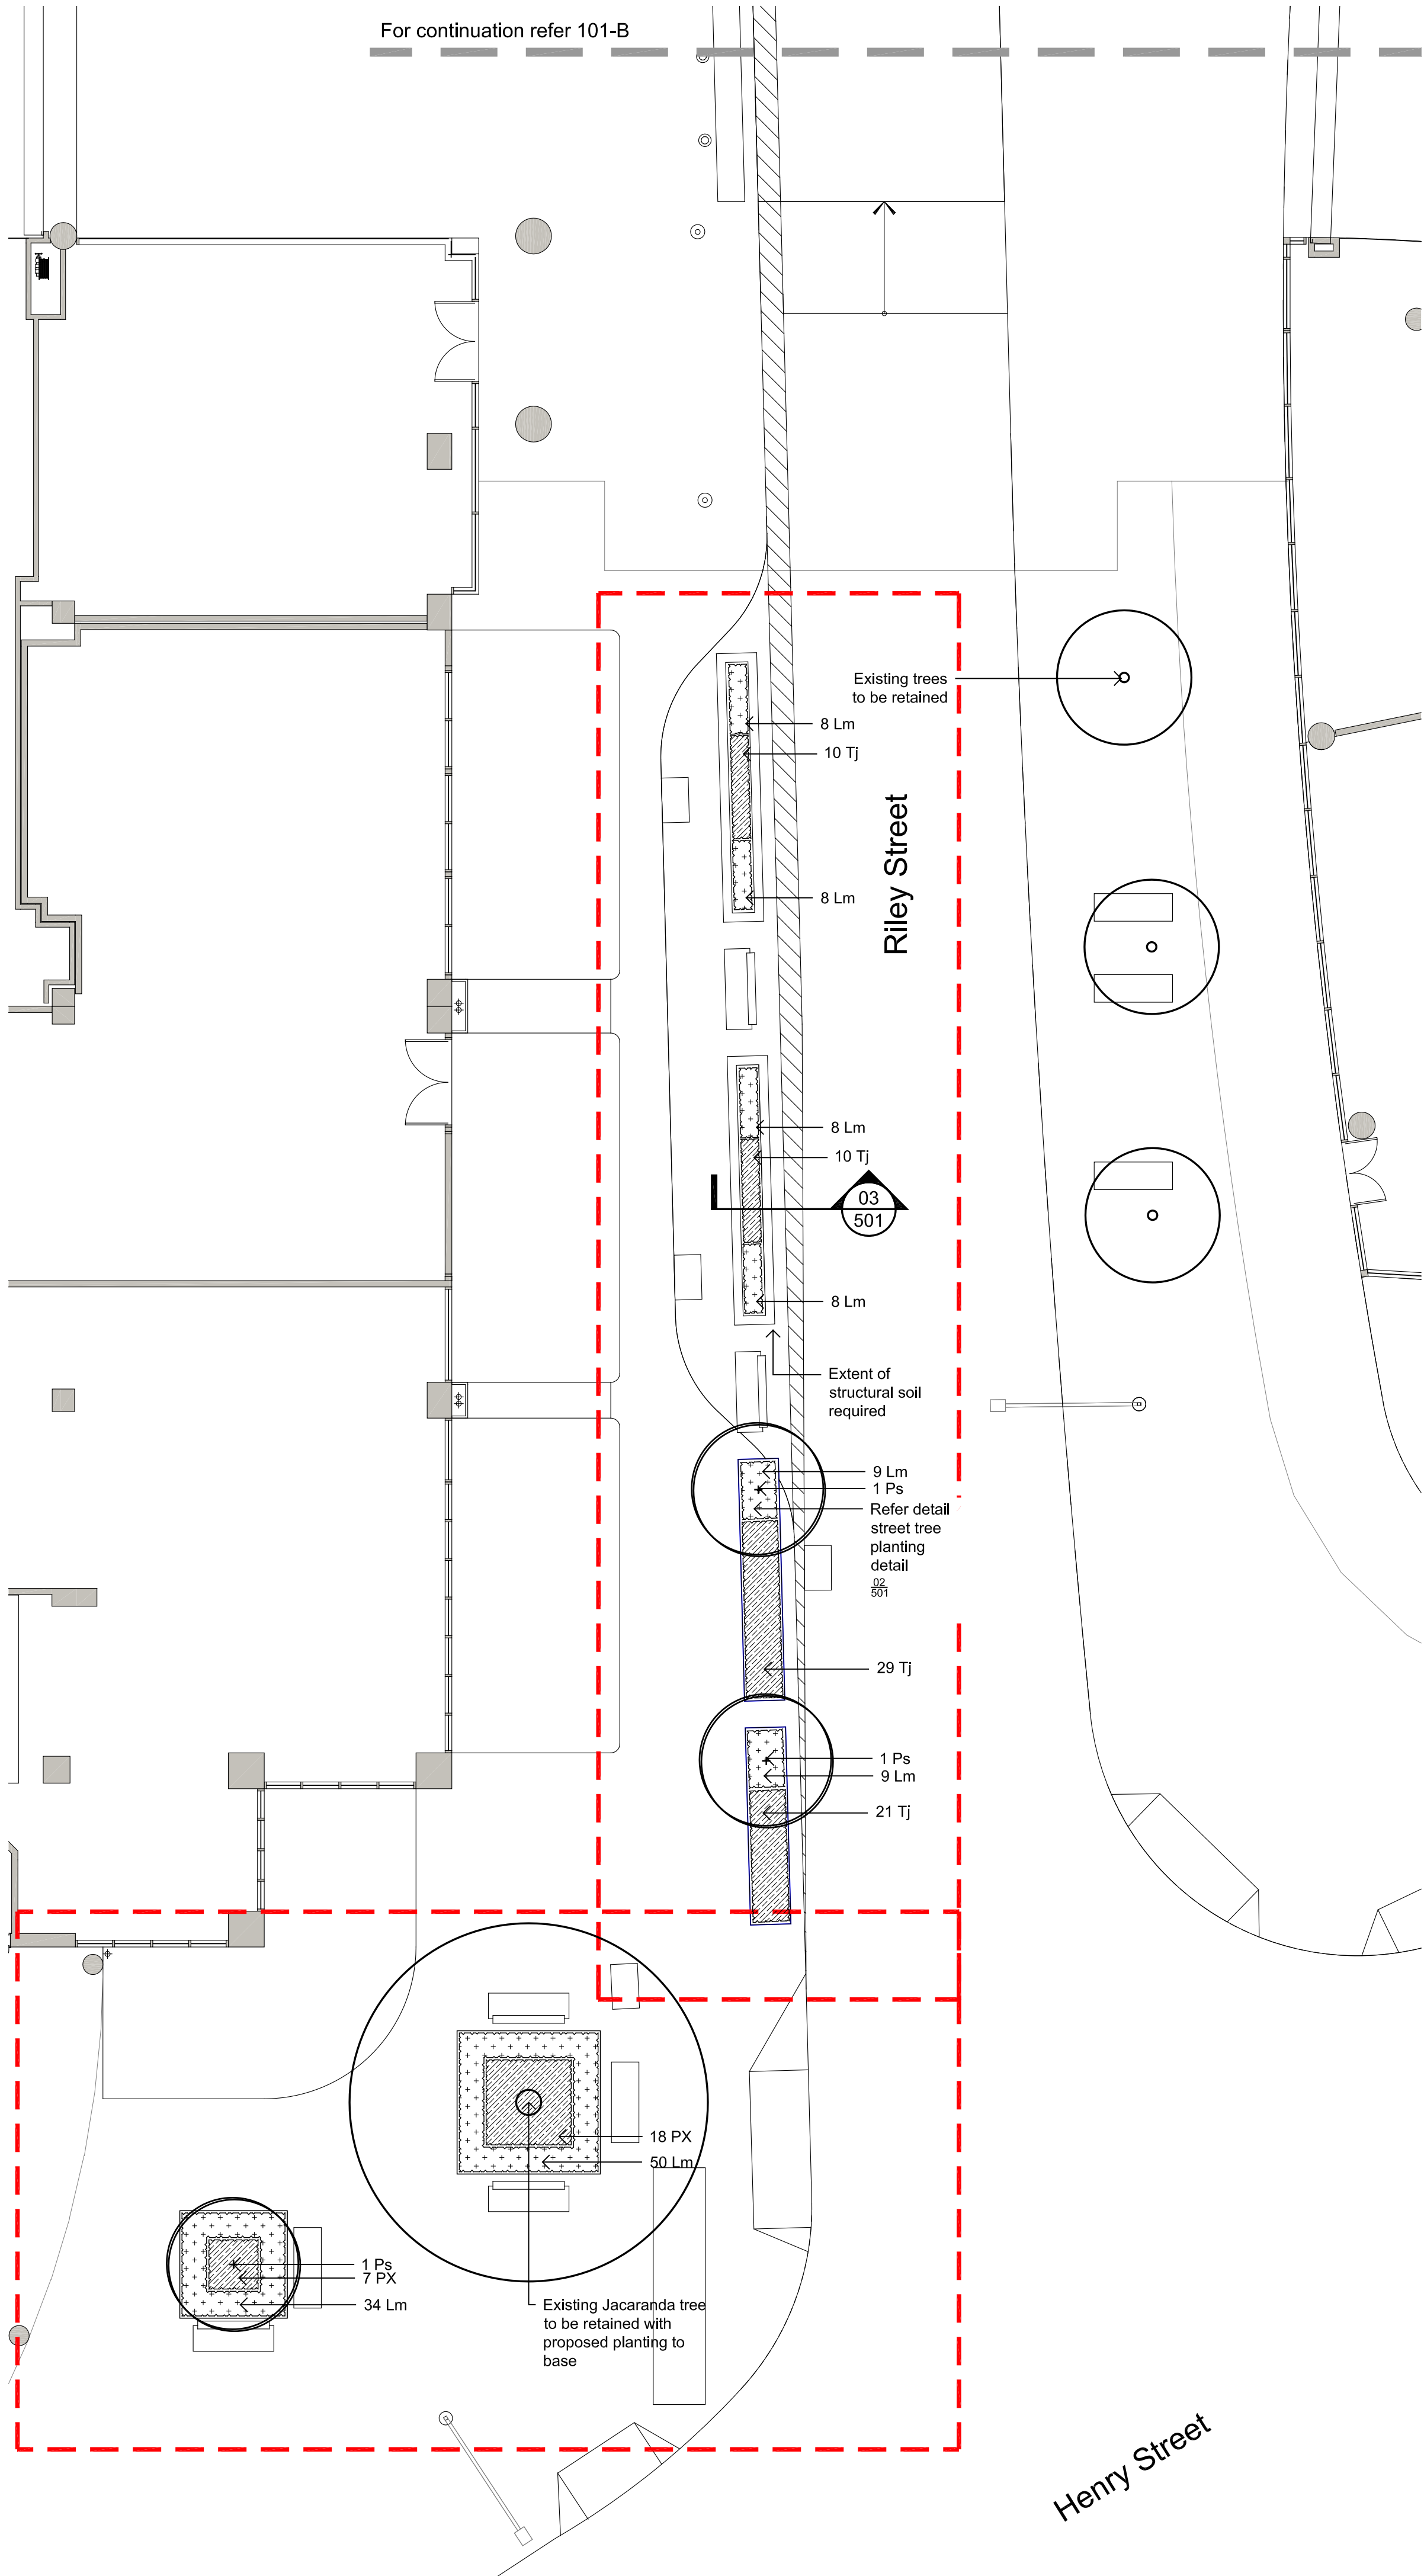 For continuation refer 101-B
Existing trees
to be retained
8 Lm
10 Tj
Riley Street
8 Lm
8 Lm
10 Tj
03
501
8 Lm
Extent of
structural soil
required
9 Lm
1 Ps
Refer detail
street tree
planting
detail
02
501
29 Tj
1 Ps
9 Lm
21 Tj
18 PX
50 Lm
1 Ps
7 PX
34 Lm
Existing Jacaranda tree
to be retained with
proposed planting to
base
Henry Street